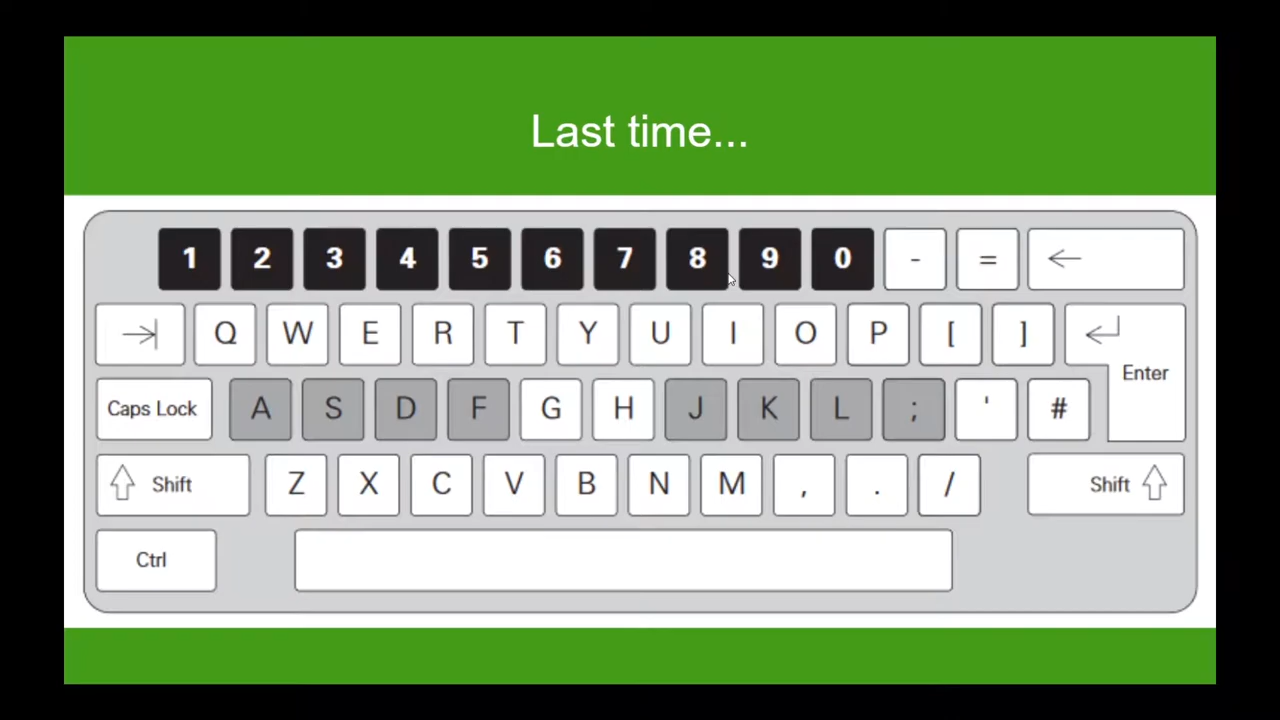 Last time...
1 2 3 4 5 6 7 8 9 0 - = ←
→| Q W E R T Y U I O P [ ] ↵ Enter
Caps Lock A S D F G H J K L ; ' #
⇧ Shift Z X C V B N M , . / Shift ⇧
Ctrl